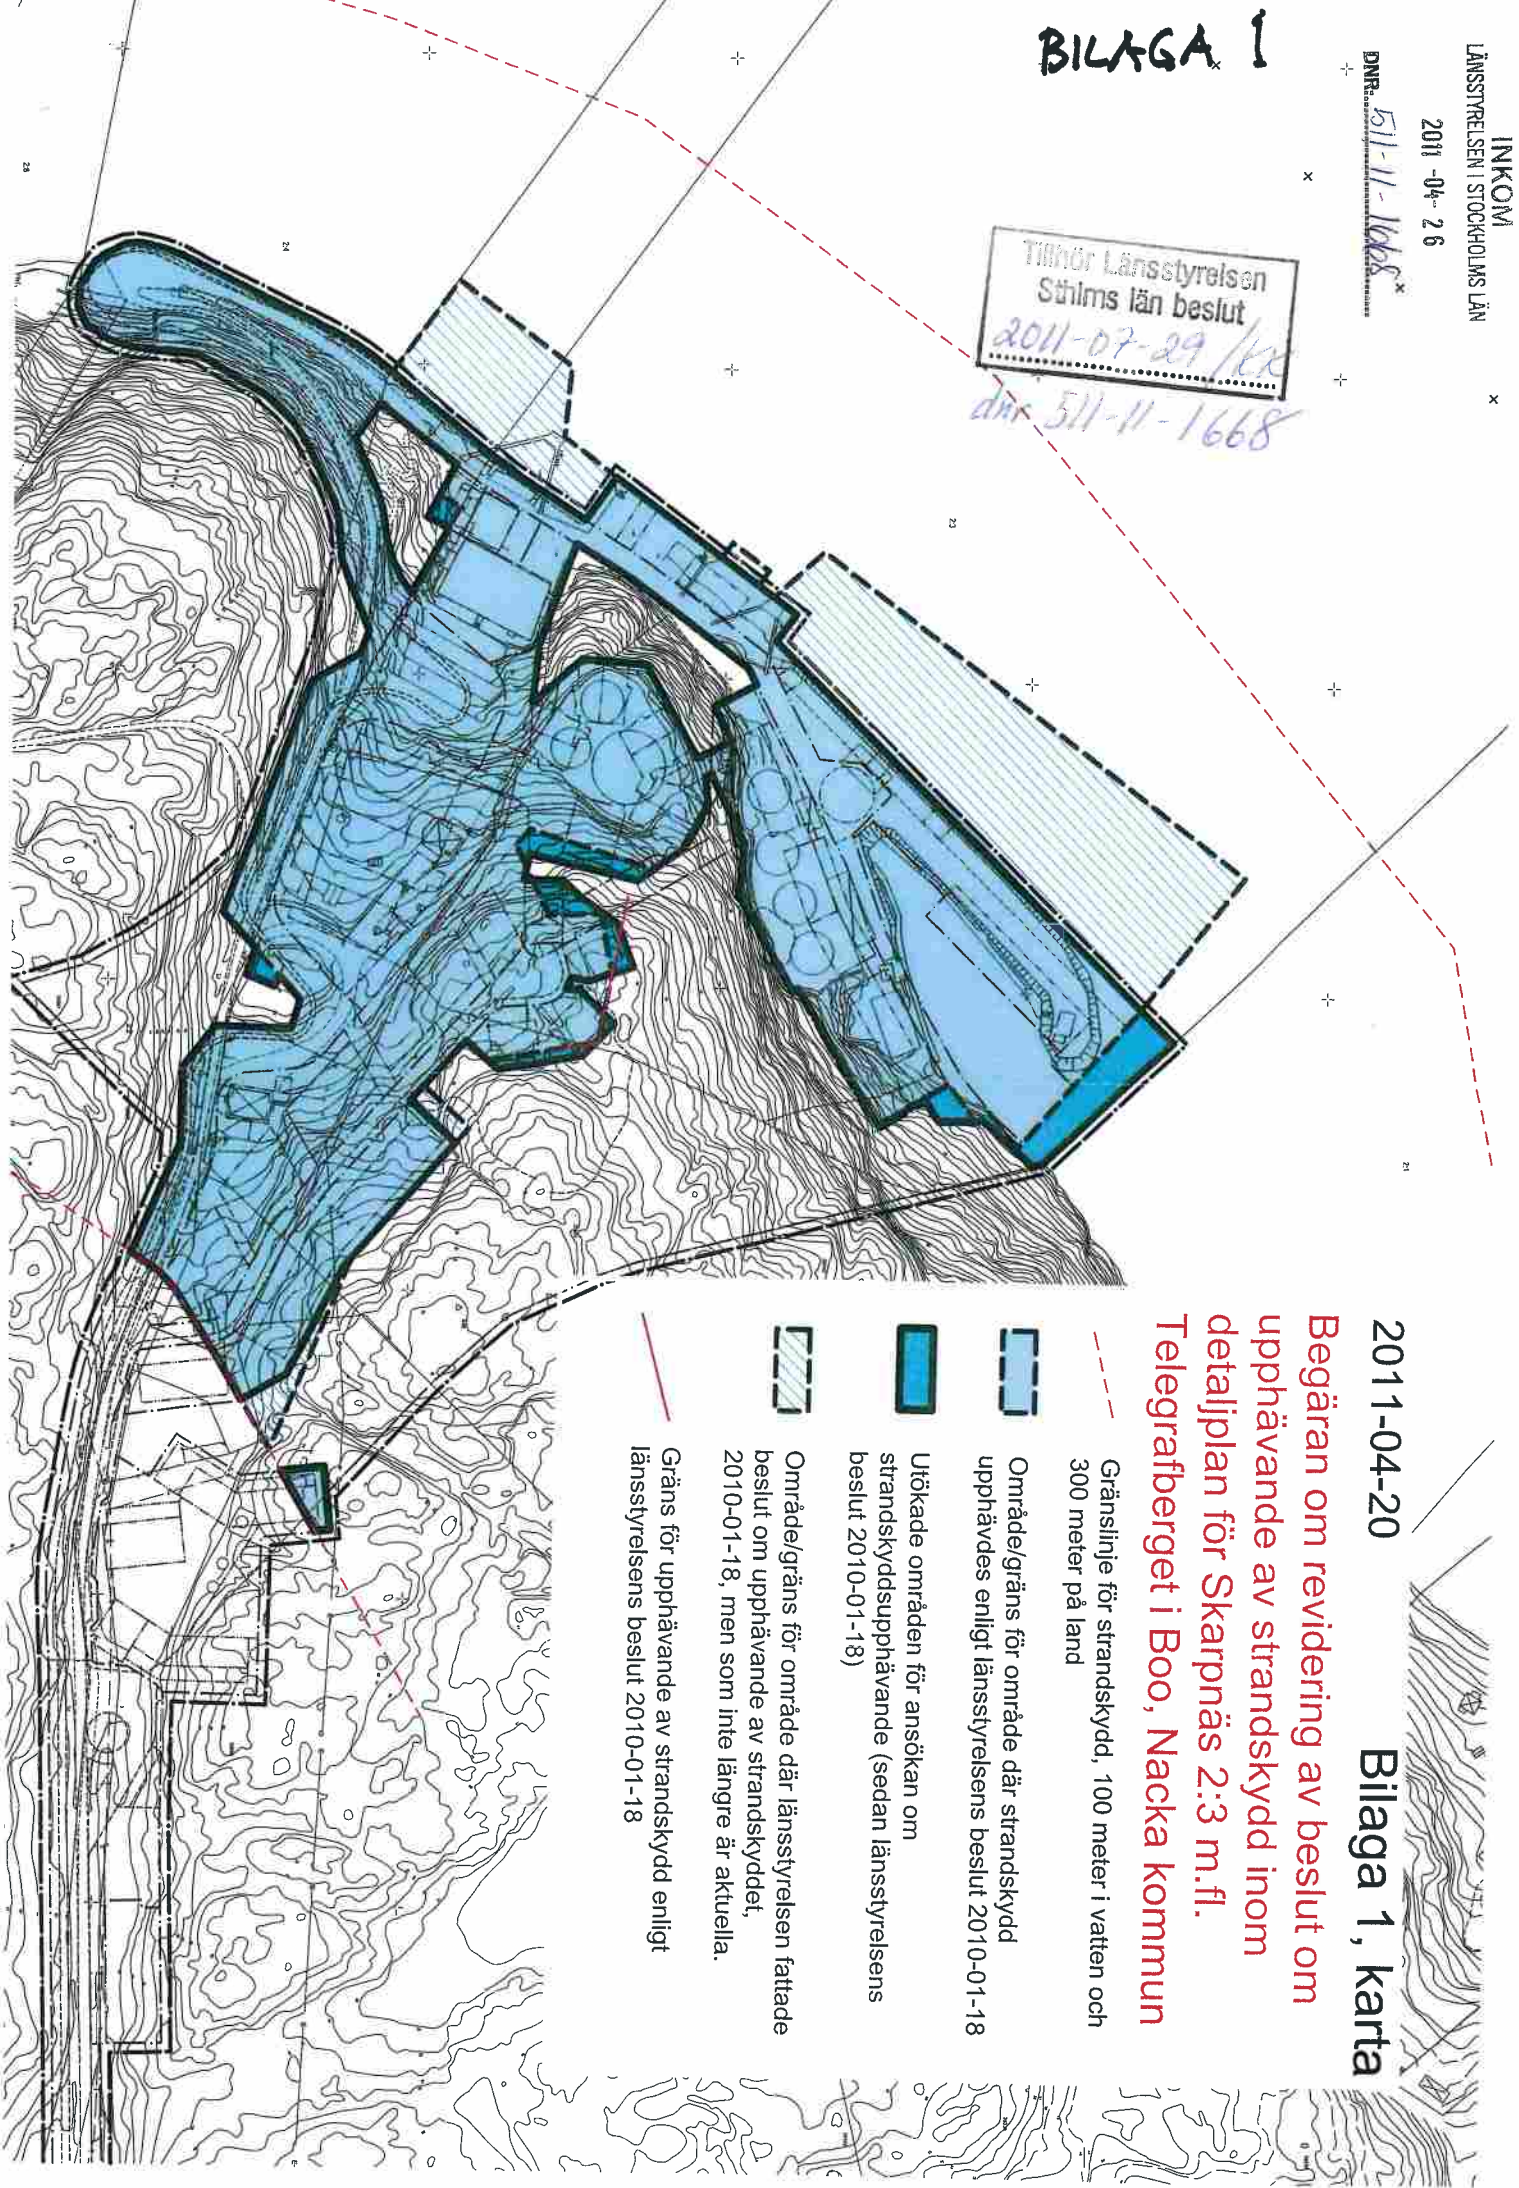 BILAGA 1
INKOM
LÄNSSTYRELSEN I STOCKHOLMS LÄN
2011 -04- 26
DNR. 511-11-1668
Tillhör Länsstyrelsen
Sthlms län beslut
2011-07-29 /KK
dnr 511-11-1668
2011-04-20
Bilaga 1, karta
Begäran om revidering av beslut om
upphävande av strandskydd inom
detaljplan för Skarpnäs 2:3 m.fl.
Telegrafberget i Boo, Nacka kommun
Gränslinje för strandskydd, 100 meter i vatten och
300 meter på land
Område/gräns för område där strandskydd
upphävdes enligt länsstyrelsens beslut 2010-01-18
Utökade områden för ansökan om
strandskyddsupphävande (sedan länsstyrelsens
beslut 2010-01-18)
Område/gräns för område där länsstyrelsen fattade
beslut om upphävande av strandskyddet,
2010-01-18, men som inte längre är aktuella.
Gräns för upphävande av strandskydd enligt
länsstyrelsens beslut 2010-01-18
24
23
21